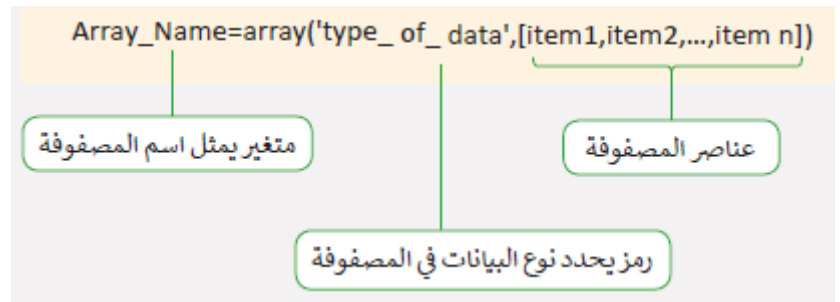 Array_Name=array('type_ of_ data',[item1,item2,...,item n])
متغير يمثل اسم المصفوفة
عناصر المصفوفة
رمز يحدد نوع البيانات في المصفوفة